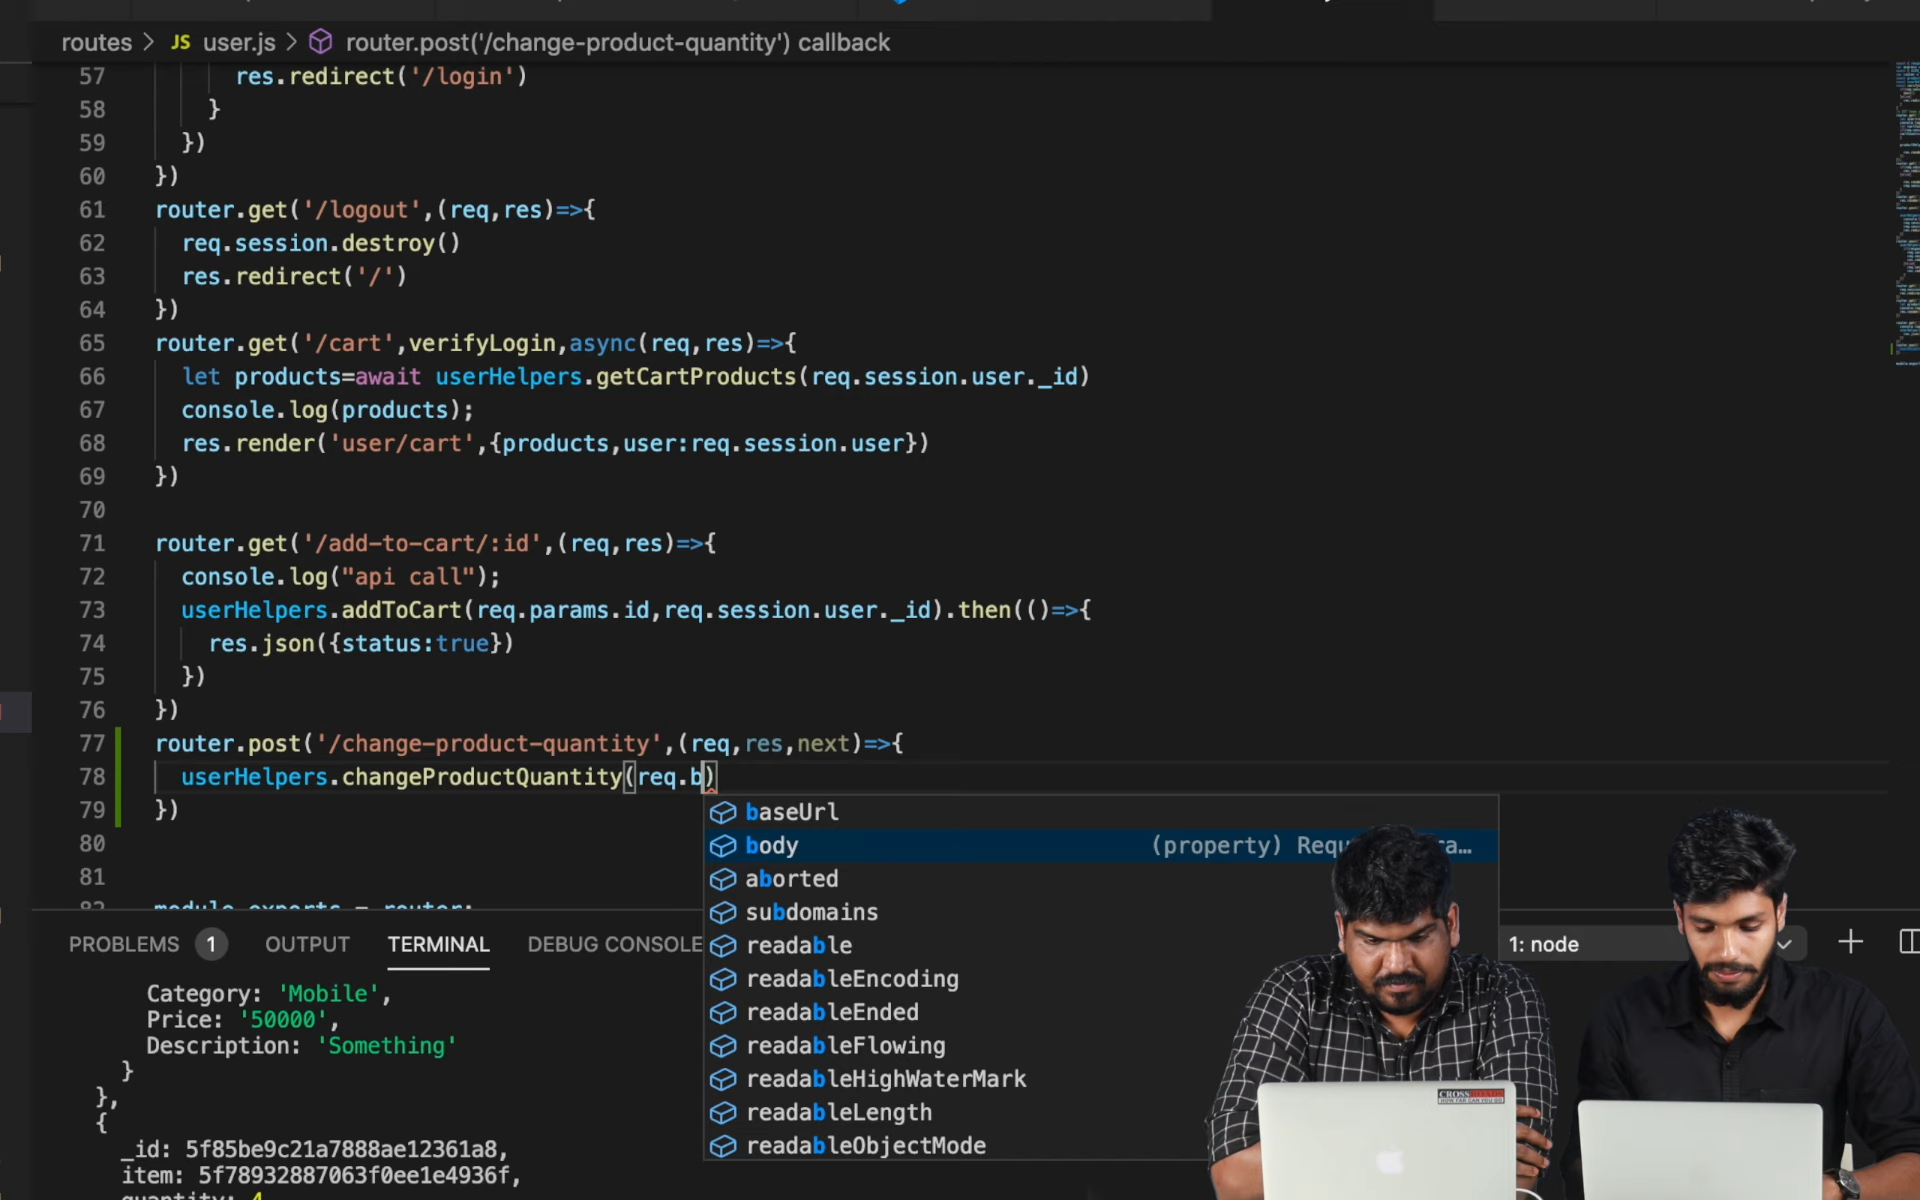 routes > JS user.js > router.post('/change-product-quantity') callback
57 res.redirect('/login')
58 }
59 })
60 })
61 router.get('/logout',(req,res)=>{
62 req.session.destroy()
63 res.redirect('/')
64 })
65 router.get('/cart',verifyLogin,async(req,res)=>{
66 let products=await userHelpers.getCartProducts(req.session.user._id)
67 console.log(products);
68 res.render('user/cart',{products,user:req.session.user})
69 })
70
71 router.get('/add-to-cart/:id',(req,res)=>{
72 console.log("api call");
73 userHelpers.addToCart(req.params.id,req.session.user._id).then(()=>{
74 res.json({status:true})
75 })
76 })
77 router.post('/change-product-quantity',(req,res,next)=>{
78 userHelpers.changeProductQuantity(req.b)
79 })
80
81
82 module.exports = router;
baseUrl
body (property) Requ
aborted
subdomains
readable
readableEncoding
readableEnded
readableFlowing
readableHighWaterMark
readableLength
readableObjectMode
PROBLEMS 1 OUTPUT TERMINAL DEBUG CONSOLE 1: node
Category: 'Mobile',
Price: '50000',
Description: 'Something'
}
},
{
_id: 5f85be9c21a7888ae12361a8,
item: 5f78932887063f0ee1e4936f,
quantity: 4
CROSSROADS